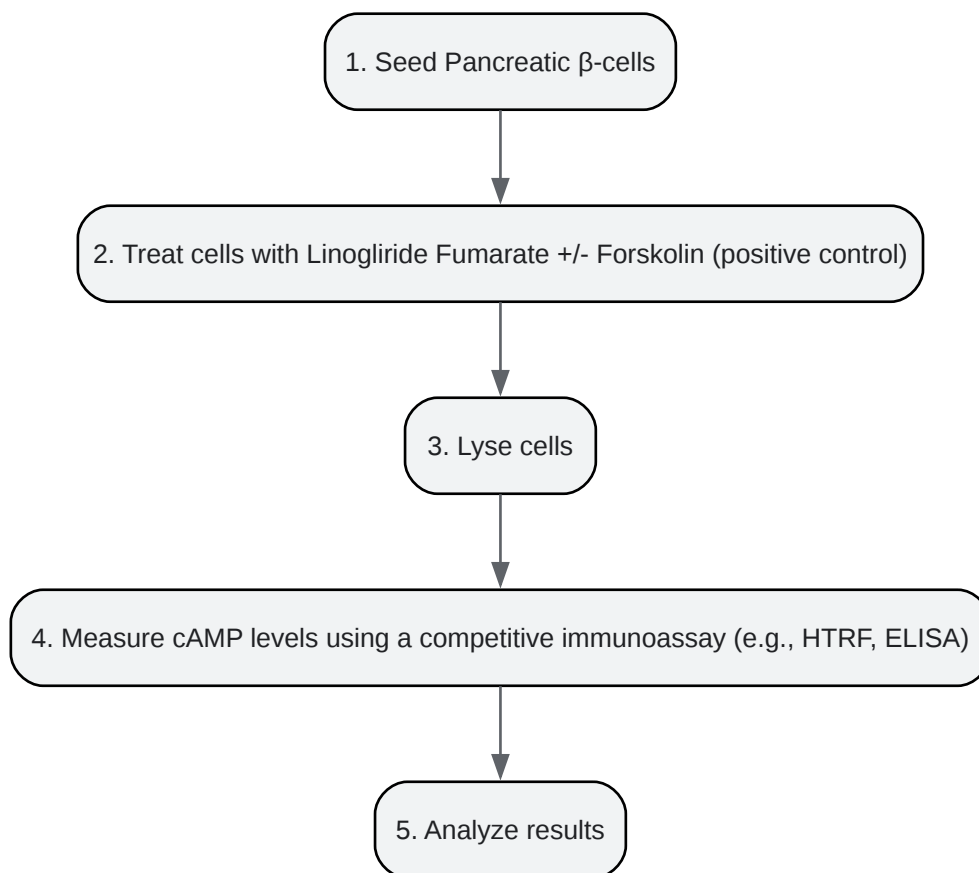 1. Seed Pancreatic β-cells
2. Treat cells with Linogliride Fumarate +/- Forskolin (positive control)
3. Lyse cells
4. Measure cAMP levels using a competitive immunoassay (e.g., HTRF, ELISA)
5. Analyze results